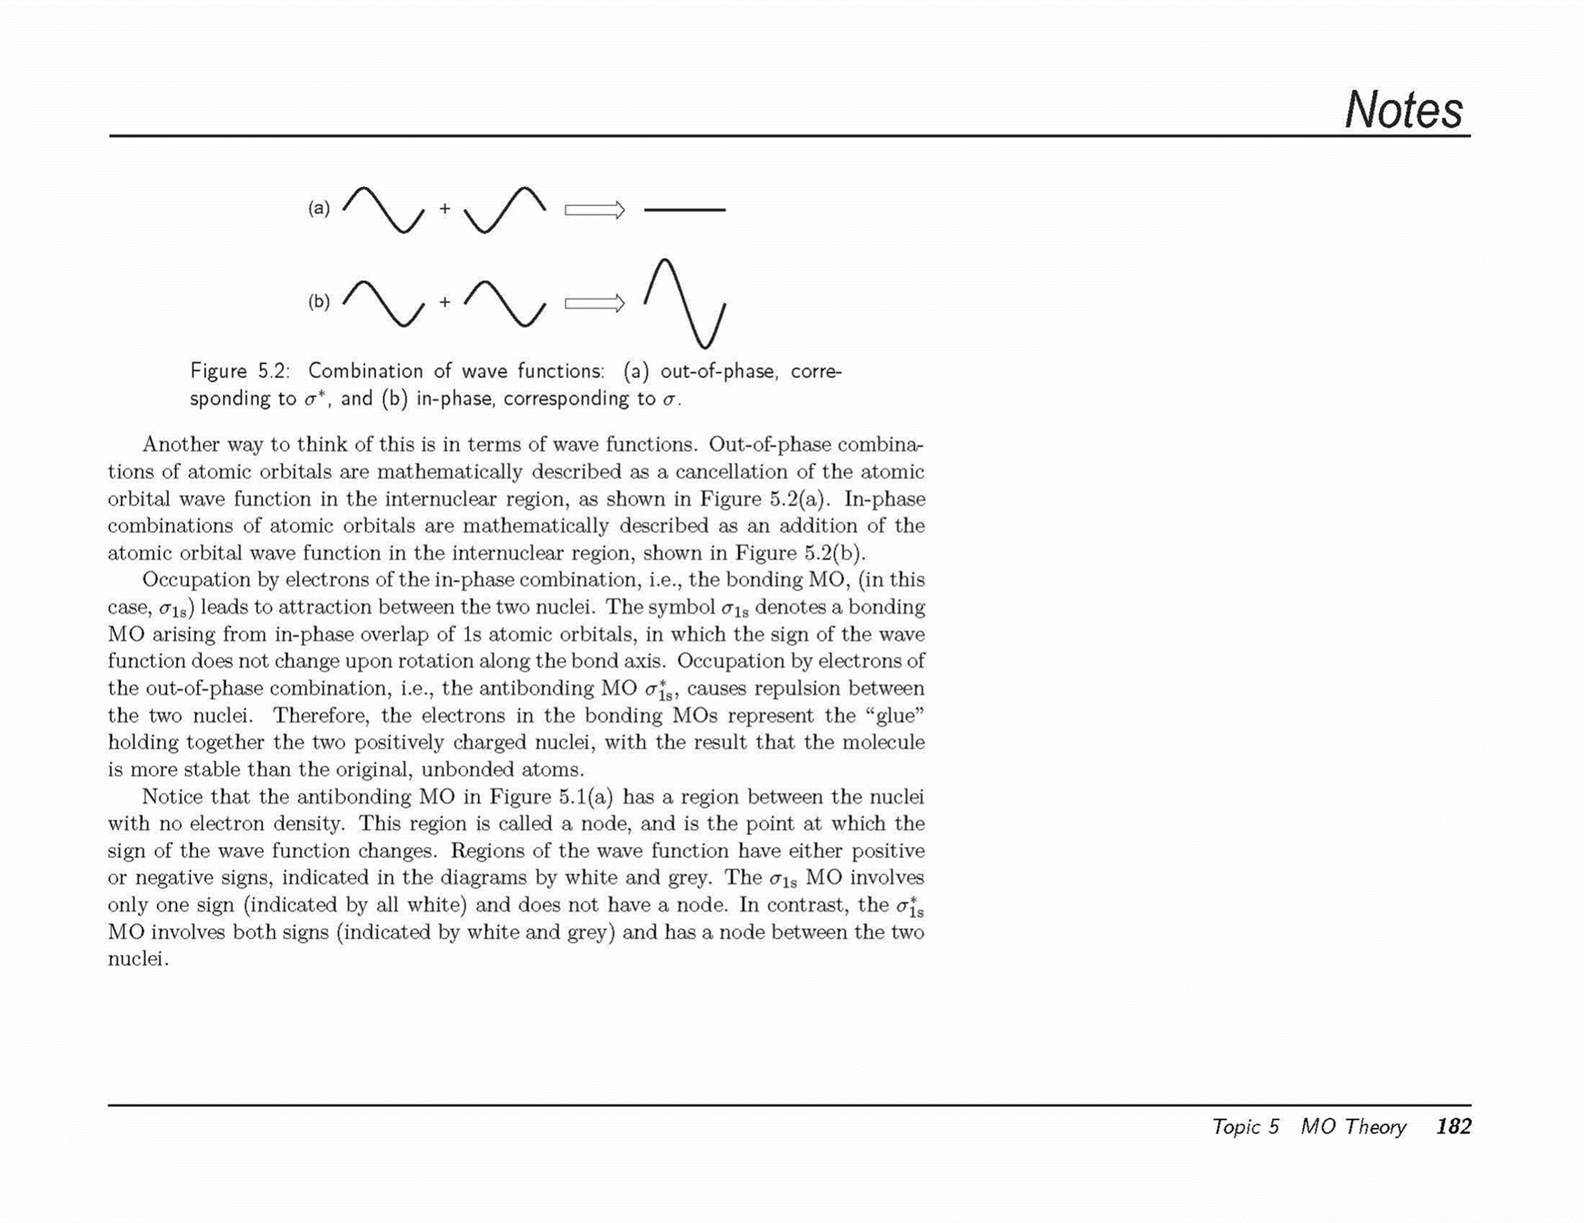 Notes
(a) +
(b) +
Figure 5.2: Combination of wave functions: (a) out-of-phase, corre-
sponding to σ*, and (b) in-phase, corresponding to σ.
Another way to think of this is in terms of wave functions. Out-of-phase combina-
tions of atomic orbitals are mathematically described as a cancellation of the atomic
orbital wave function in the internuclear region, as shown in Figure 5.2(a). In-phase
combinations of atomic orbitals are mathematically described as an addition of the
atomic orbital wave function in the internuclear region, shown in Figure 5.2(b).
Occupation by electrons of the in-phase combination, i.e., the bonding MO, (in this
case, σ1s) leads to attraction between the two nuclei. The symbol σ1s denotes a bonding
MO arising from in-phase overlap of 1s atomic orbitals, in which the sign of the wave
function does not change upon rotation along the bond axis. Occupation by electrons of
the out-of-phase combination, i.e., the antibonding MO σ*1s, causes repulsion between
the two nuclei. Therefore, the electrons in the bonding MOs represent the “glue”
holding together the two positively charged nuclei, with the result that the molecule
is more stable than the original, unbonded atoms.
Notice that the antibonding MO in Figure 5.1(a) has a region between the nuclei
with no electron density. This region is called a node, and is the point at which the
sign of the wave function changes. Regions of the wave function have either positive
or negative signs, indicated in the diagrams by white and grey. The σ1s MO involves
only one sign (indicated by all white) and does not have a node. In contrast, the σ*1s
MO involves both signs (indicated by white and grey) and has a node between the two
nuclei.
Topic 5 MO Theory 182